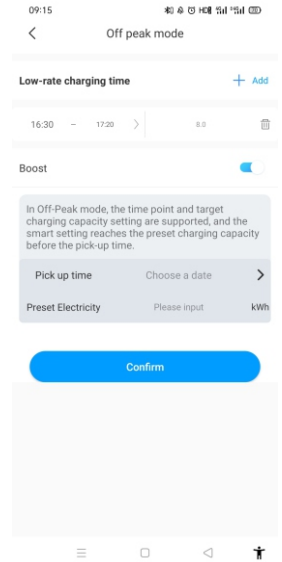 09:15
Off peak mode
Low-rate charging time
+ Add
16:30 – 17:20 > 8.0
Boost
In Off-Peak mode, the time point and target
charging capacity setting are supported, and the
smart setting reaches the preset charging capacity
before the pick-up time.
Pick up time Choose a date
Preset Electricity Please input kWh
Confirm